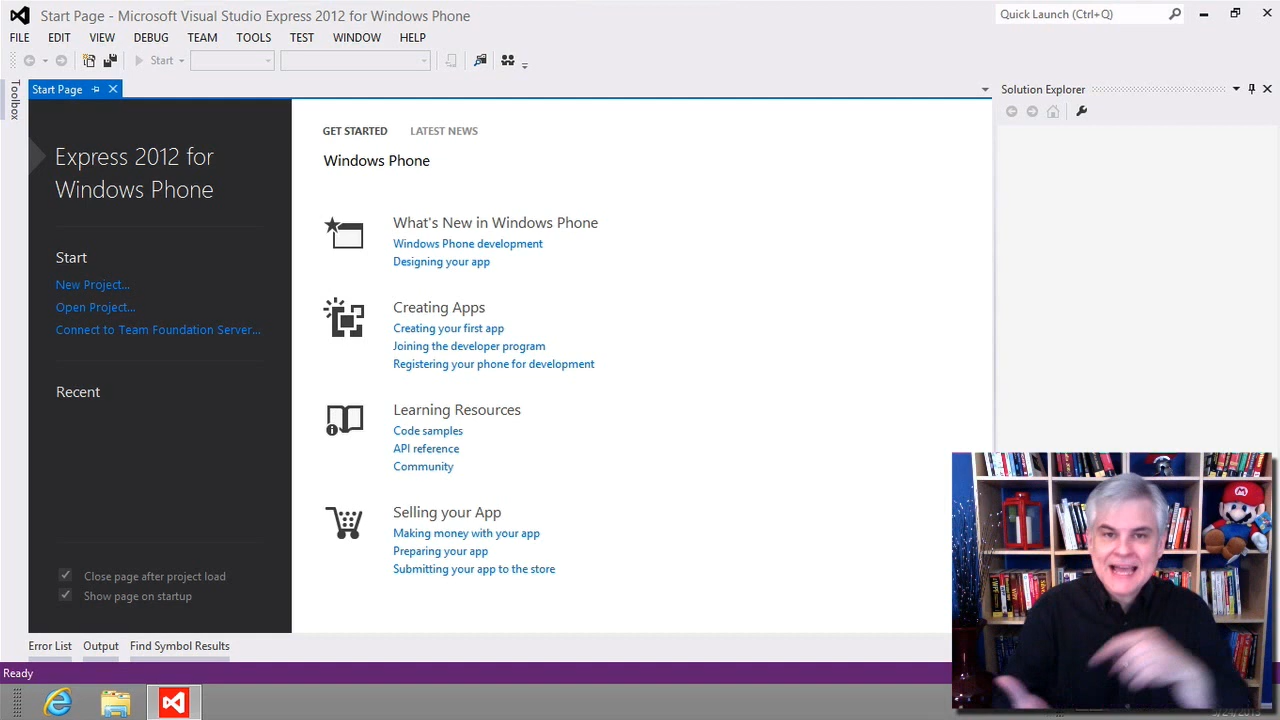 Start Page - Microsoft Visual Studio Express 2012 for Windows Phone
Quick Launch (Ctrl+Q)
FILE EDIT VIEW DEBUG TEAM TOOLS TEST WINDOW HELP
Start
Toolbox
Start Page
Solution Explorer
Express 2012 for
Windows Phone
Start
New Project...
Open Project...
Connect to Team Foundation Server...
Recent
Close page after project load
Show page on startup
GET STARTED LATEST NEWS
Windows Phone
What's New in Windows Phone
Windows Phone development
Designing your app
Creating Apps
Creating your first app
Joining the developer program
Registering your phone for development
Learning Resources
Code samples
API reference
Community
Selling your App
Making money with your app
Preparing your app
Submitting your app to the store
Error List Output Find Symbol Results
Ready